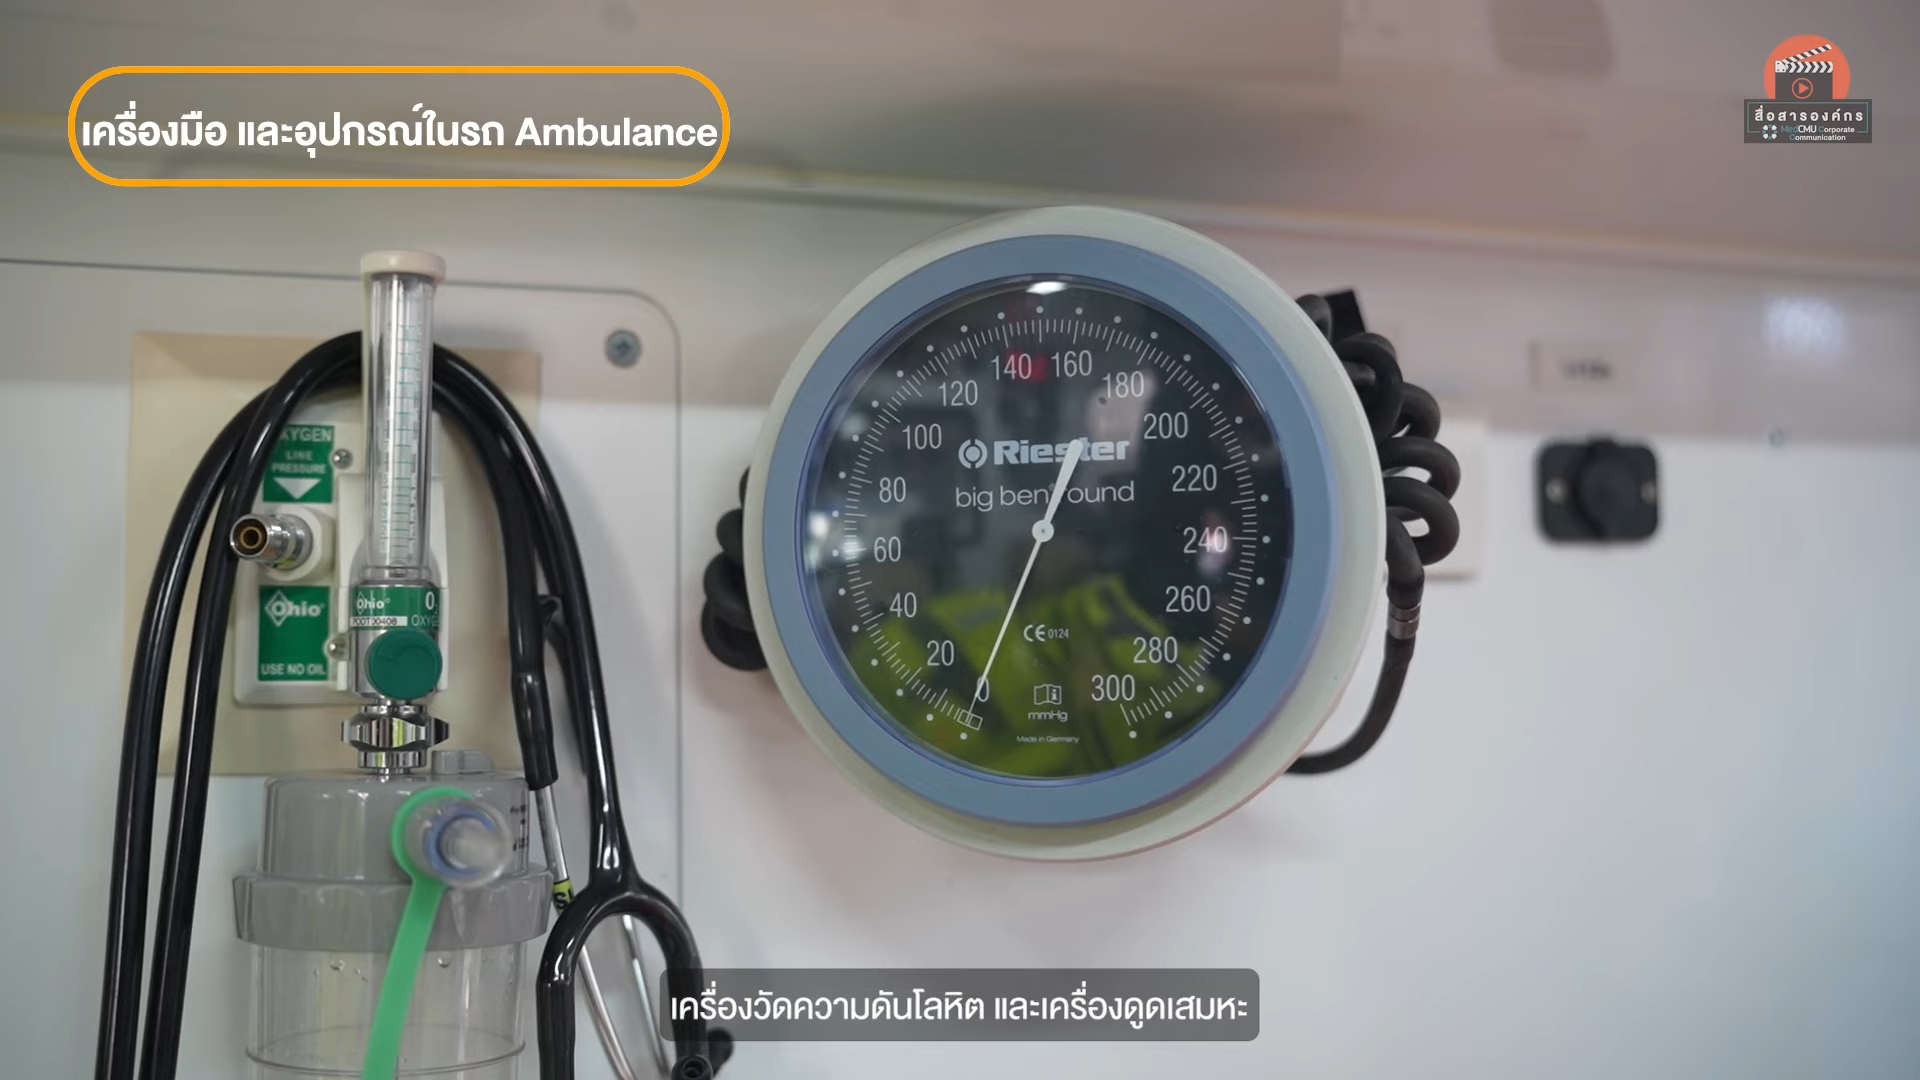 เครื่องมือ และอุปกรณ์ในรถ Ambulance
สื่อสารองค์กร
MedCMU Corporate
Communication
OXYGEN
LINE
PRESSURE
Ohio
USE NO OIL
Ohio
140 160
120 180
100 200
Riester
big ben round
80 220
60 240
40 260
CE 0124
20 280
0 300
mmHg
Made in Germany
เครื่องวัดความดันโลหิต และเครื่องดูดเสมหะ